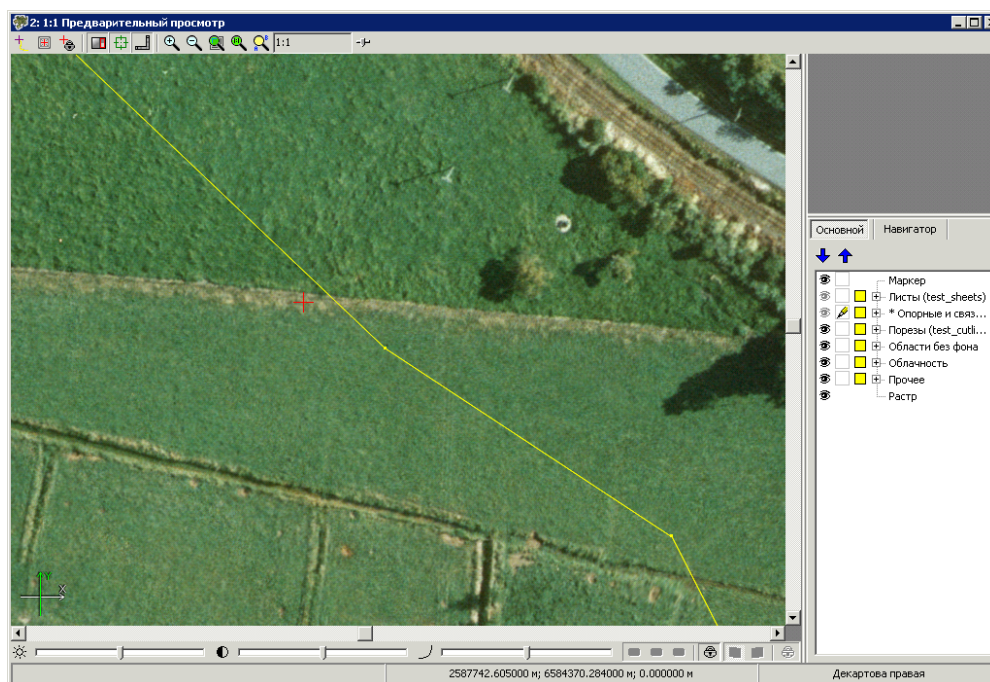 2: 1:1 Предварительный просмотр
1:1
Основной Навигатор
Маркер
Листы (test_sheets)
* Опорные и связ...
Порезы (test_cutli...
Области без фона
Облачность
Прочее
Растр
Y
X
2587742.605000 м; 6584370.284000 м; 0.000000 м Декартова правая